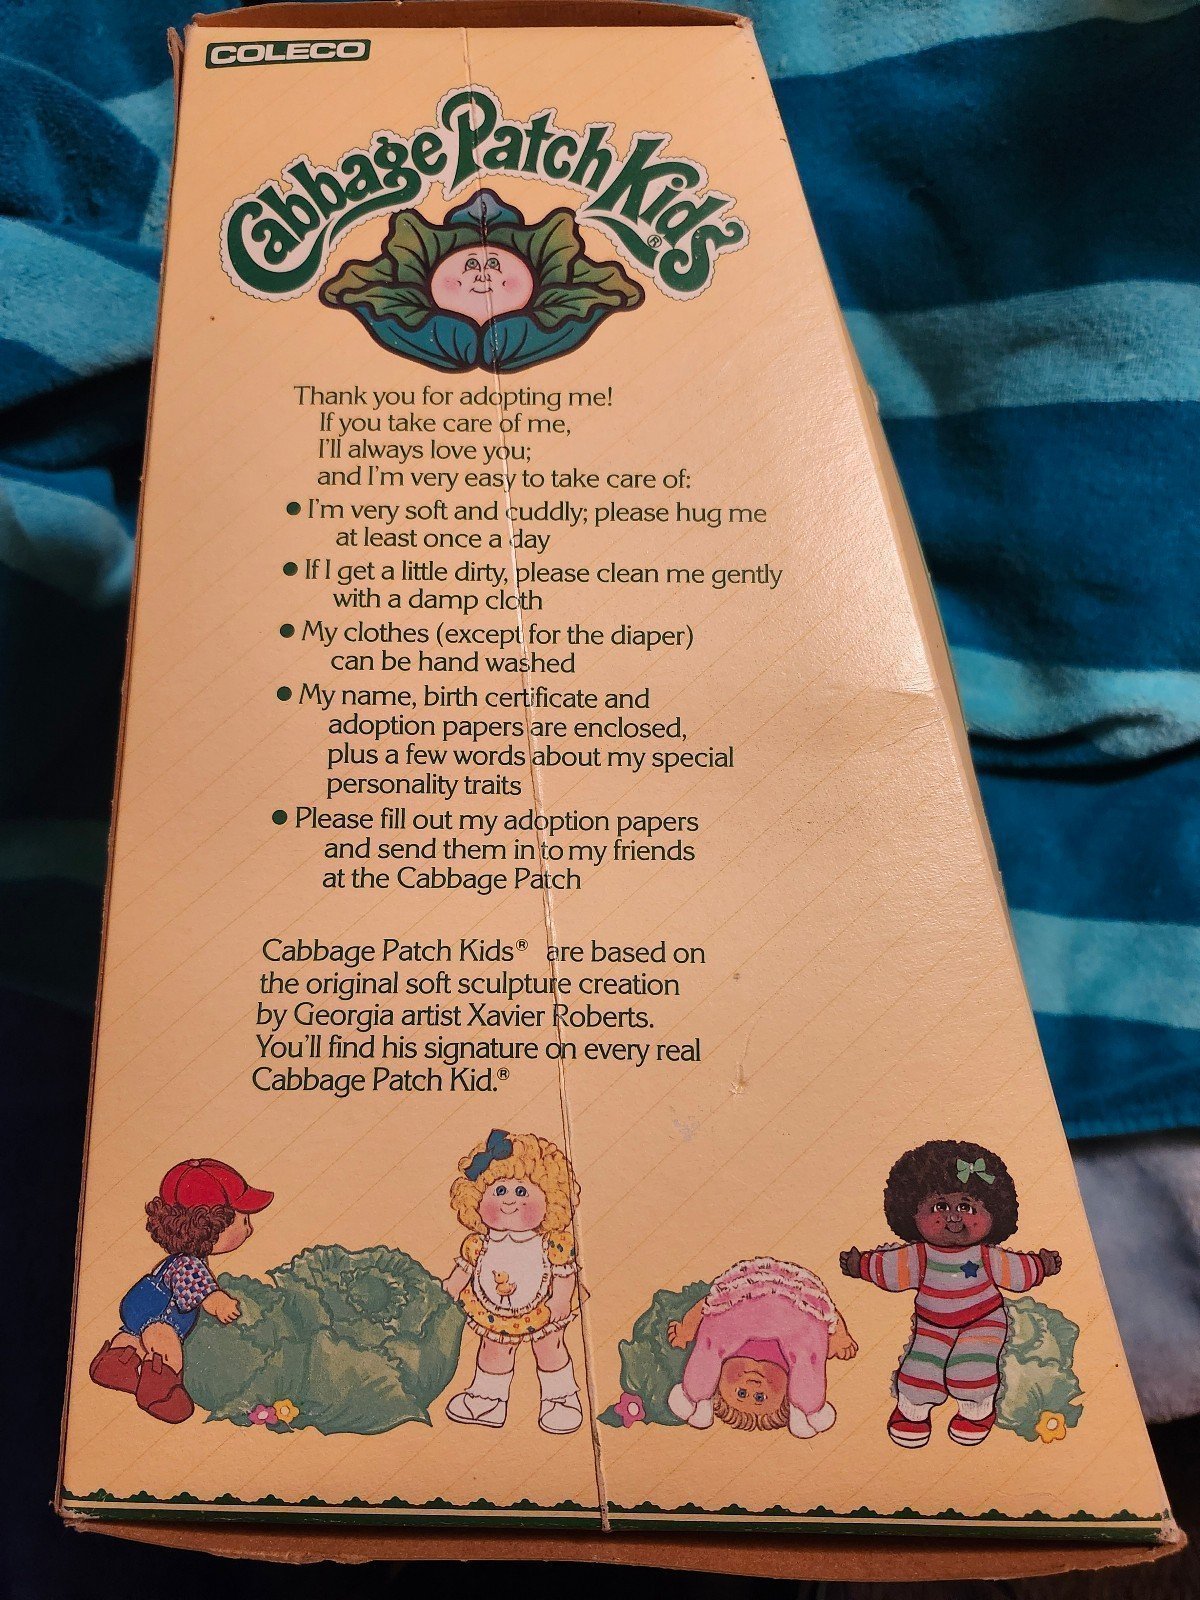 COLECO
Cabbage Patch Kids®
Thank you for adopting me!
If you take care of me,
I'll always love you;
and I'm very easy to take care of:
● I'm very soft and cuddly; please hug me
at least once a day
● If I get a little dirty, please clean me gently
with a damp cloth
● My clothes (except for the diaper)
can be hand washed
● My name, birth certificate and
adoption papers are enclosed,
plus a few words about my special
personality traits
● Please fill out my adoption papers
and send them in to my friends
at the Cabbage Patch
Cabbage Patch Kids® are based on
the original soft sculpture creation
by Georgia artist Xavier Roberts.
You'll find his signature on every real
Cabbage Patch Kid.®